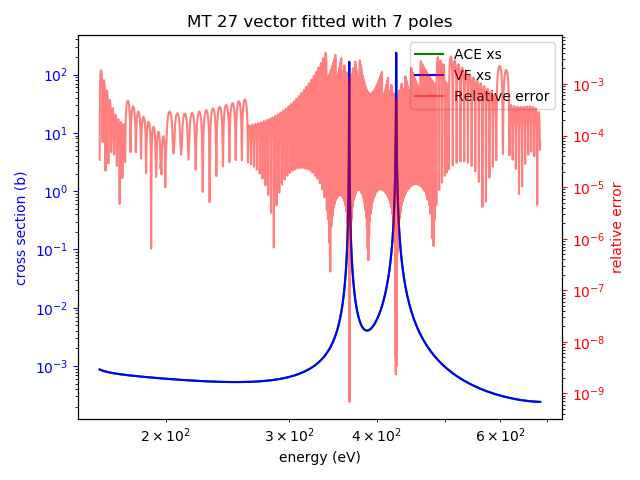 MT 27 vector fitted with 7 poles
ACE xs
VF xs
Relative error
cross section (b)
10²
10¹
10⁰
10⁻¹
10⁻²
10⁻³
relative error
10⁻³
10⁻⁴
10⁻⁵
10⁻⁶
10⁻⁷
10⁻⁸
10⁻⁹
2 × 10² 3 × 10² 4 × 10² 6 × 10²
energy (eV)